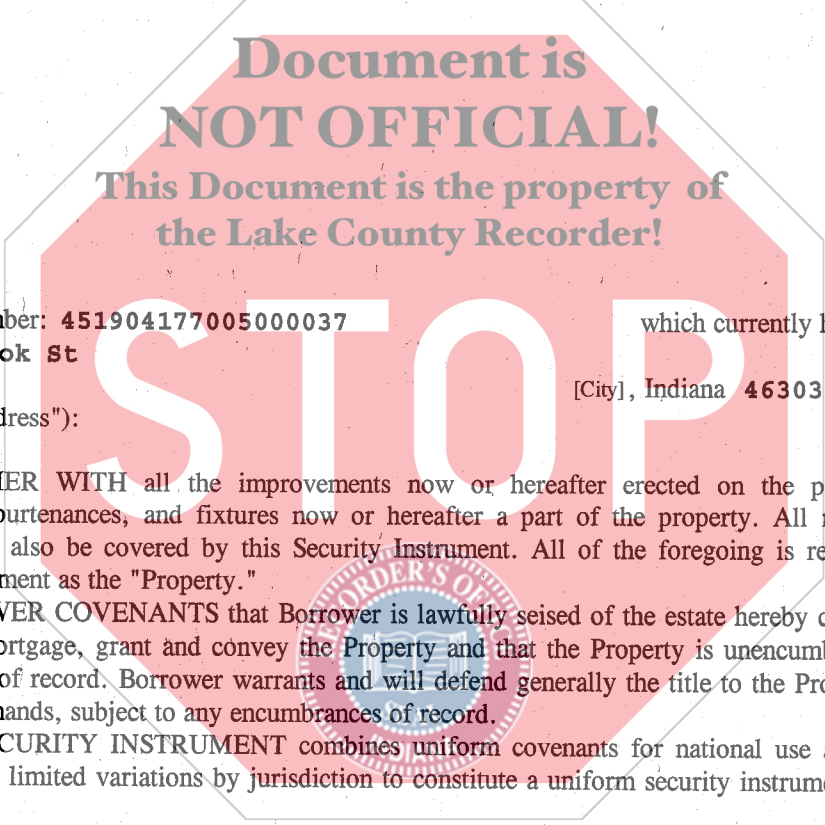 Document is
NOT OFFICIAL!
This Document is the property of
the Lake County Recorder!
STOP
ber: 451904177005000037 which currently h
ok St
[City], Indiana 46303
dress"):
ER WITH all the improvements now or hereafter erected on the p
ourtenances, and fixtures now or hereafter a part of the property. All r
also be covered by this Security Instrument. All of the foregoing is re
ment as the "Property."
VER COVENANTS that Borrower is lawfully seised of the estate hereby c
ortgage, grant and convey the Property and that the Property is unencumb
of record. Borrower warrants and will defend generally the title to the Pro
nands, subject to any encumbrances of record.
CURITY INSTRUMENT combines uniform covenants for national use
limited variations by jurisdiction to constitute a uniform security instrume
RECORDER'S OF
SEAL